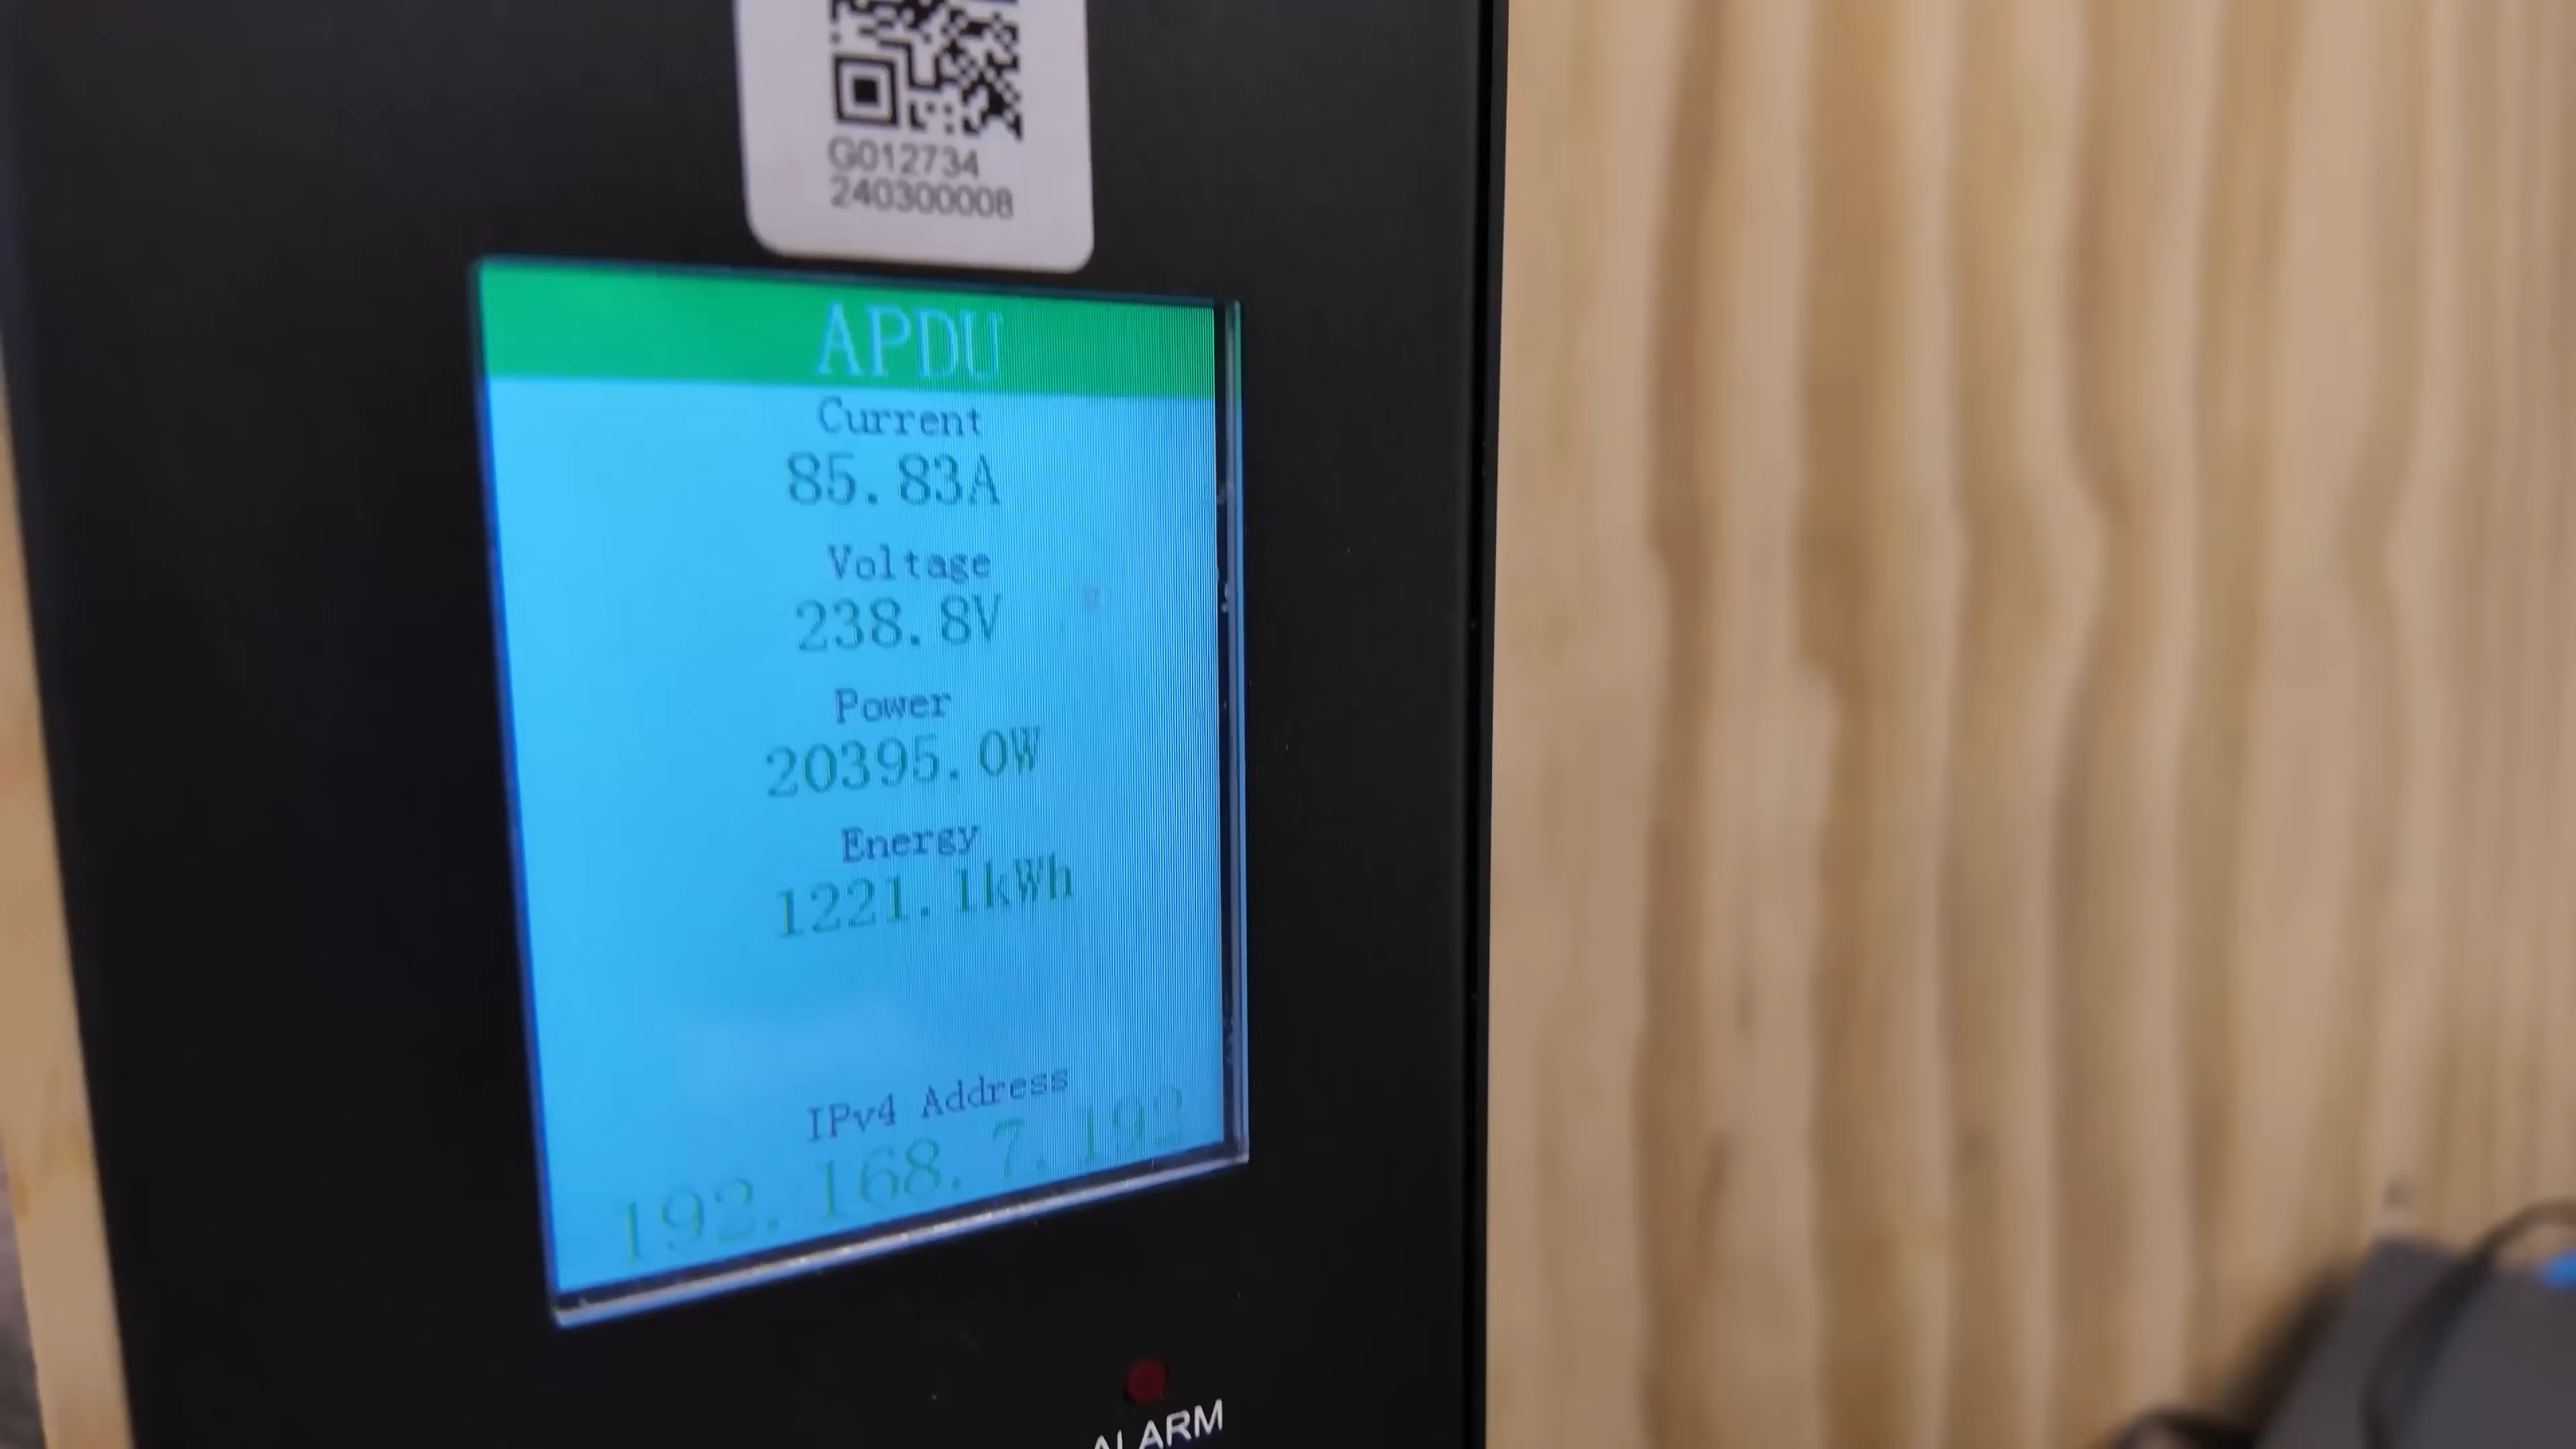 G012734
240300008
APDU
Current
85.83A
Voltage
238.8V
Power
20395.0W
Energy
1221.1kWh
IPv4 Address
192.168.7.192
ALARM